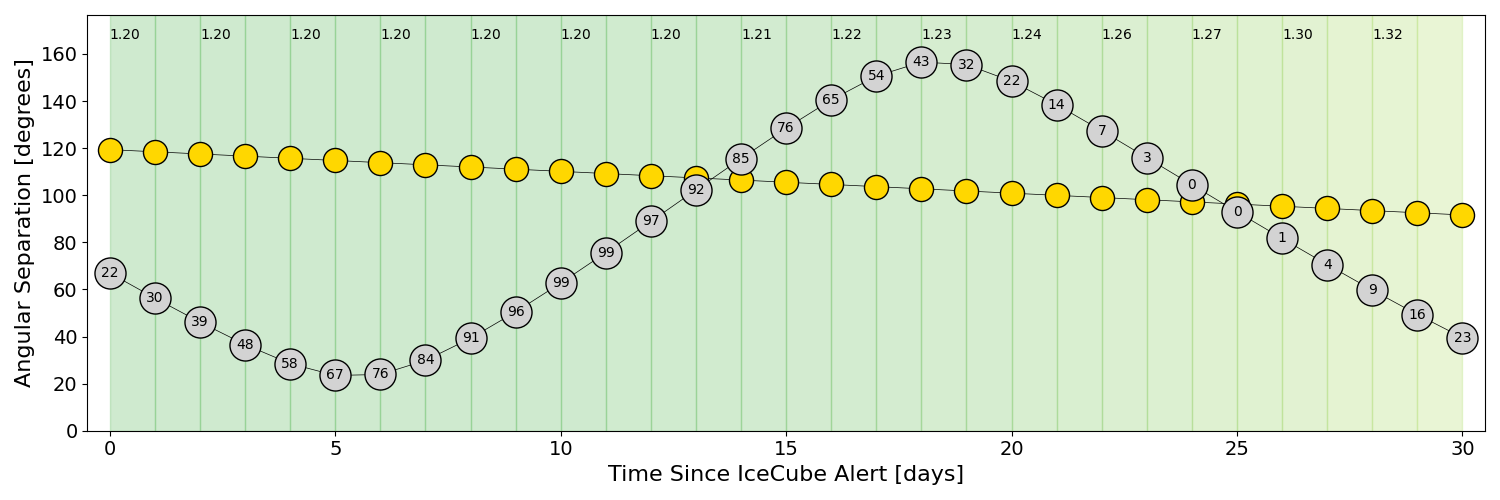 1.20 1.20 1.20 1.20 1.20 1.20 1.20 1.21 1.22 1.23 1.24 1.26 1.27 1.30 1.32
Angular Separation [degrees]
160
140
120
100
80
60
40
20
0
22 30 39 48 58 67 76 84 91 96 99 99 97 92 85 76 65 54 43 32 22 14 7 3 0 0 1 4 9 16 23
0 5 10 15 20 25 30
Time Since IceCube Alert [days]